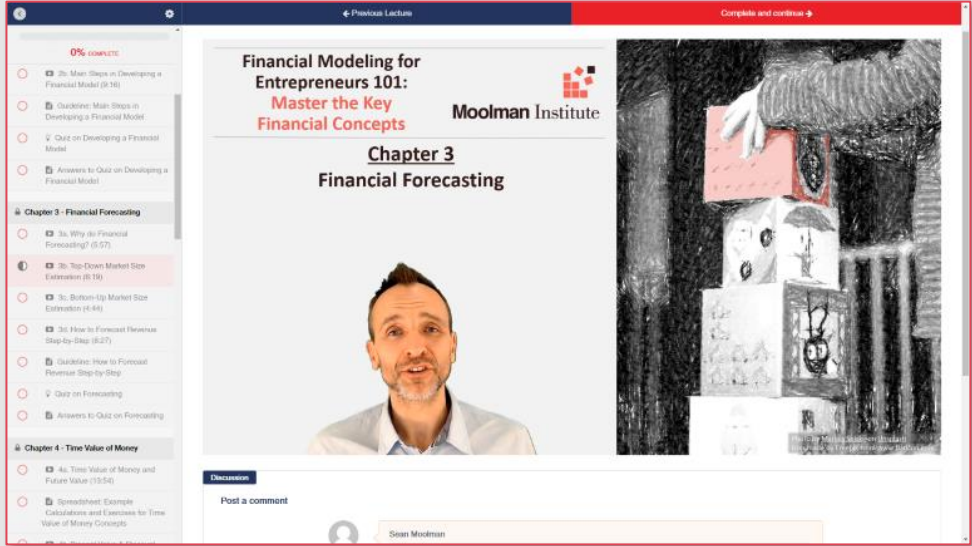 ← Previous Lecture
Complete and continue →
0% COMPLETE
2b. Main Steps in Developing a
Financial Model (9:16)
Guideline: Main Steps in
Developing a Financial Model
Quiz on Developing a Financial
Model
Answers to Quiz on Developing a
Financial Model
Chapter 3 - Financial Forecasting
3a. Why do Financial
Forecasting? (5:57)
3b. Top-Down Market Size
Estimation (8:19)
3c. Bottom-Up Market Size
Estimation (4:44)
3d. How to Forecast Revenue
Step-by-Step (8:27)
Guideline: How to Forecast
Revenue Step-by-Step
Quiz on Forecasting
Answers to Quiz on Forecasting
Chapter 4 - Time Value of Money
4a. Time Value of Money and
Future Value (13:54)
Spreadsheet: Example
Calculations and Exercises for Time
Value of Money Concepts
Financial Modeling for
Entrepreneurs 101:
Master the Key
Financial Concepts
Moolman Institute
Chapter 3
Financial Forecasting
Discussion
Post a comment
Sean Moolman